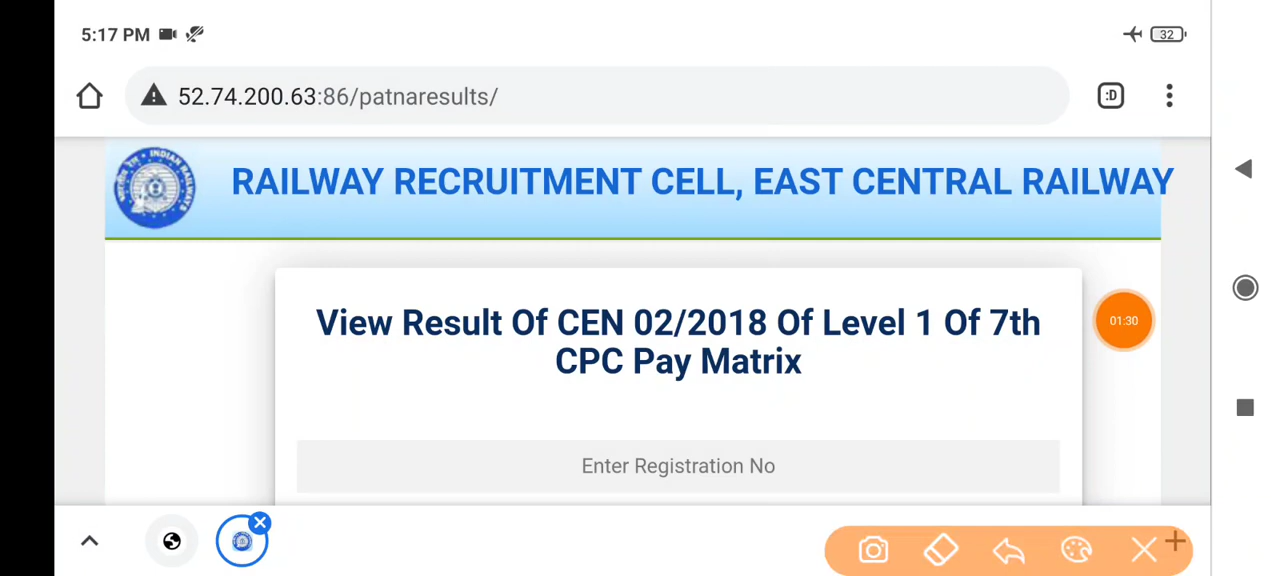 5:17 PM
32
52.74.200.63:86/patnaresults/
:D
RAILWAY RECRUITMENT CELL, EAST CENTRAL RAILWAY
View Result Of CEN 02/2018 Of Level 1 Of 7th
CPC Pay Matrix
01:30
Enter Registration No